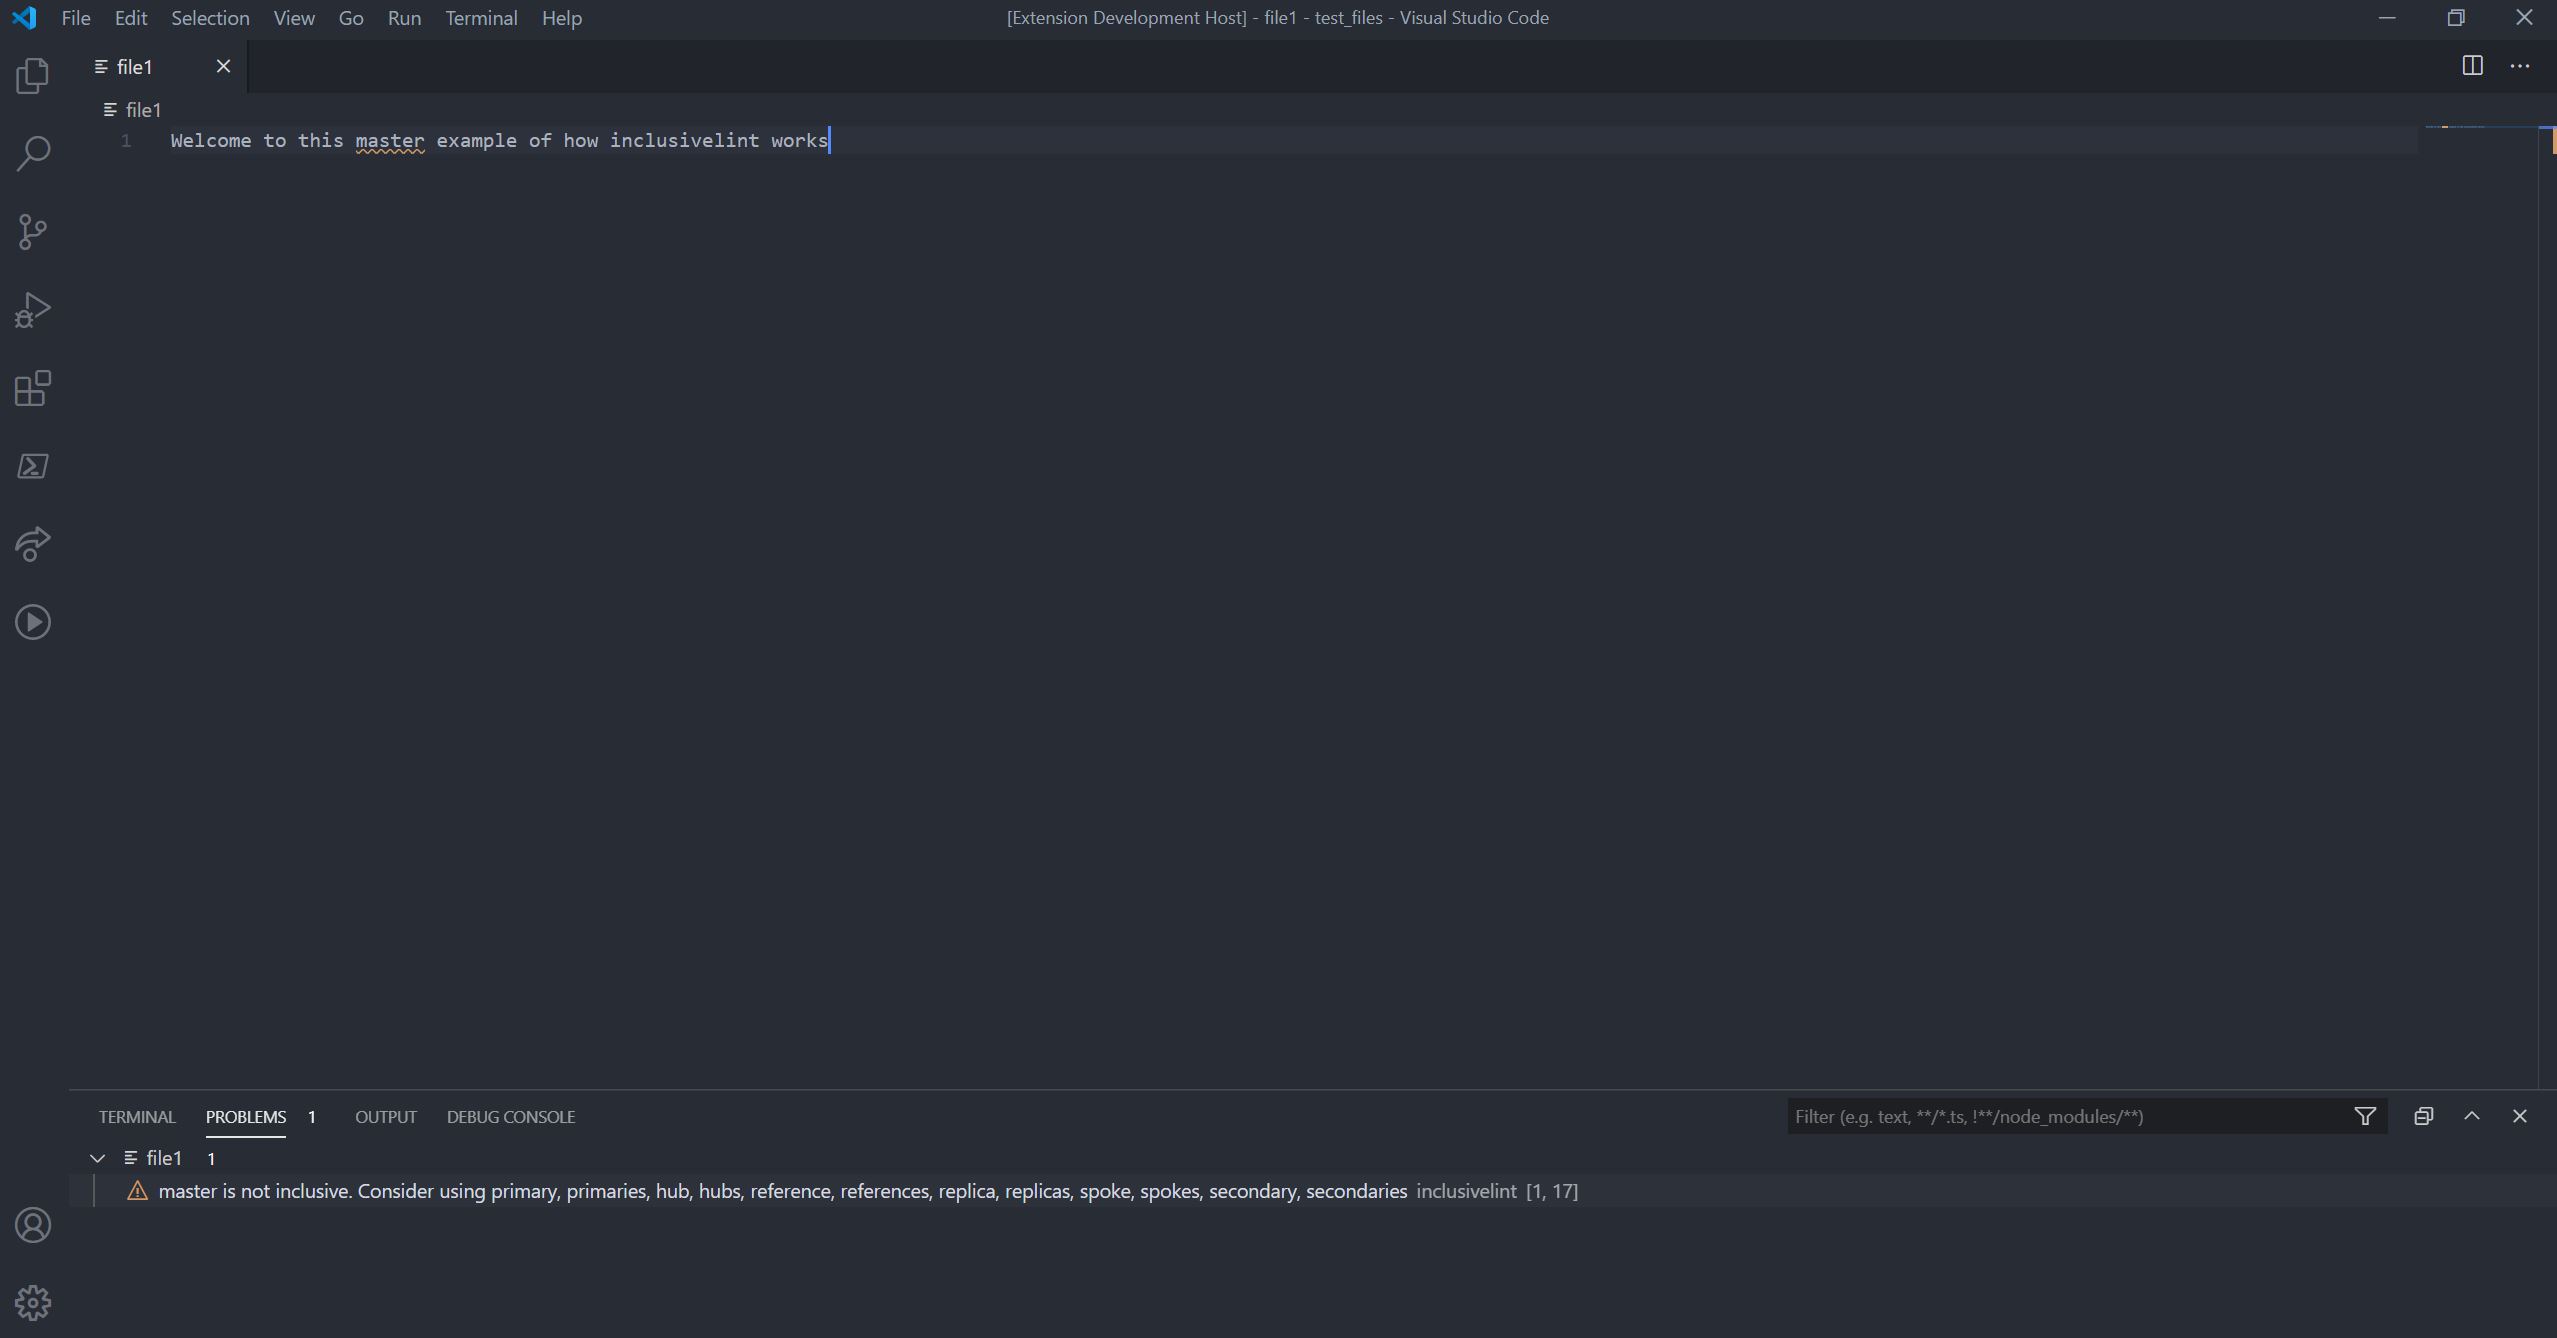 File Edit Selection View Go Run Terminal Help [Extension Development Host] - file1 - test_files - Visual Studio Code
file1
file1
1 Welcome to this master example of how inclusivelint works
TERMINAL PROBLEMS 1 OUTPUT DEBUG CONSOLE Filter (e.g. text, **/*.ts, !**/node_modules/**)
file1 1
master is not inclusive. Consider using primary, primaries, hub, hubs, reference, references, replica, replicas, spoke, spokes, secondary, secondaries inclusivelint [1, 17]